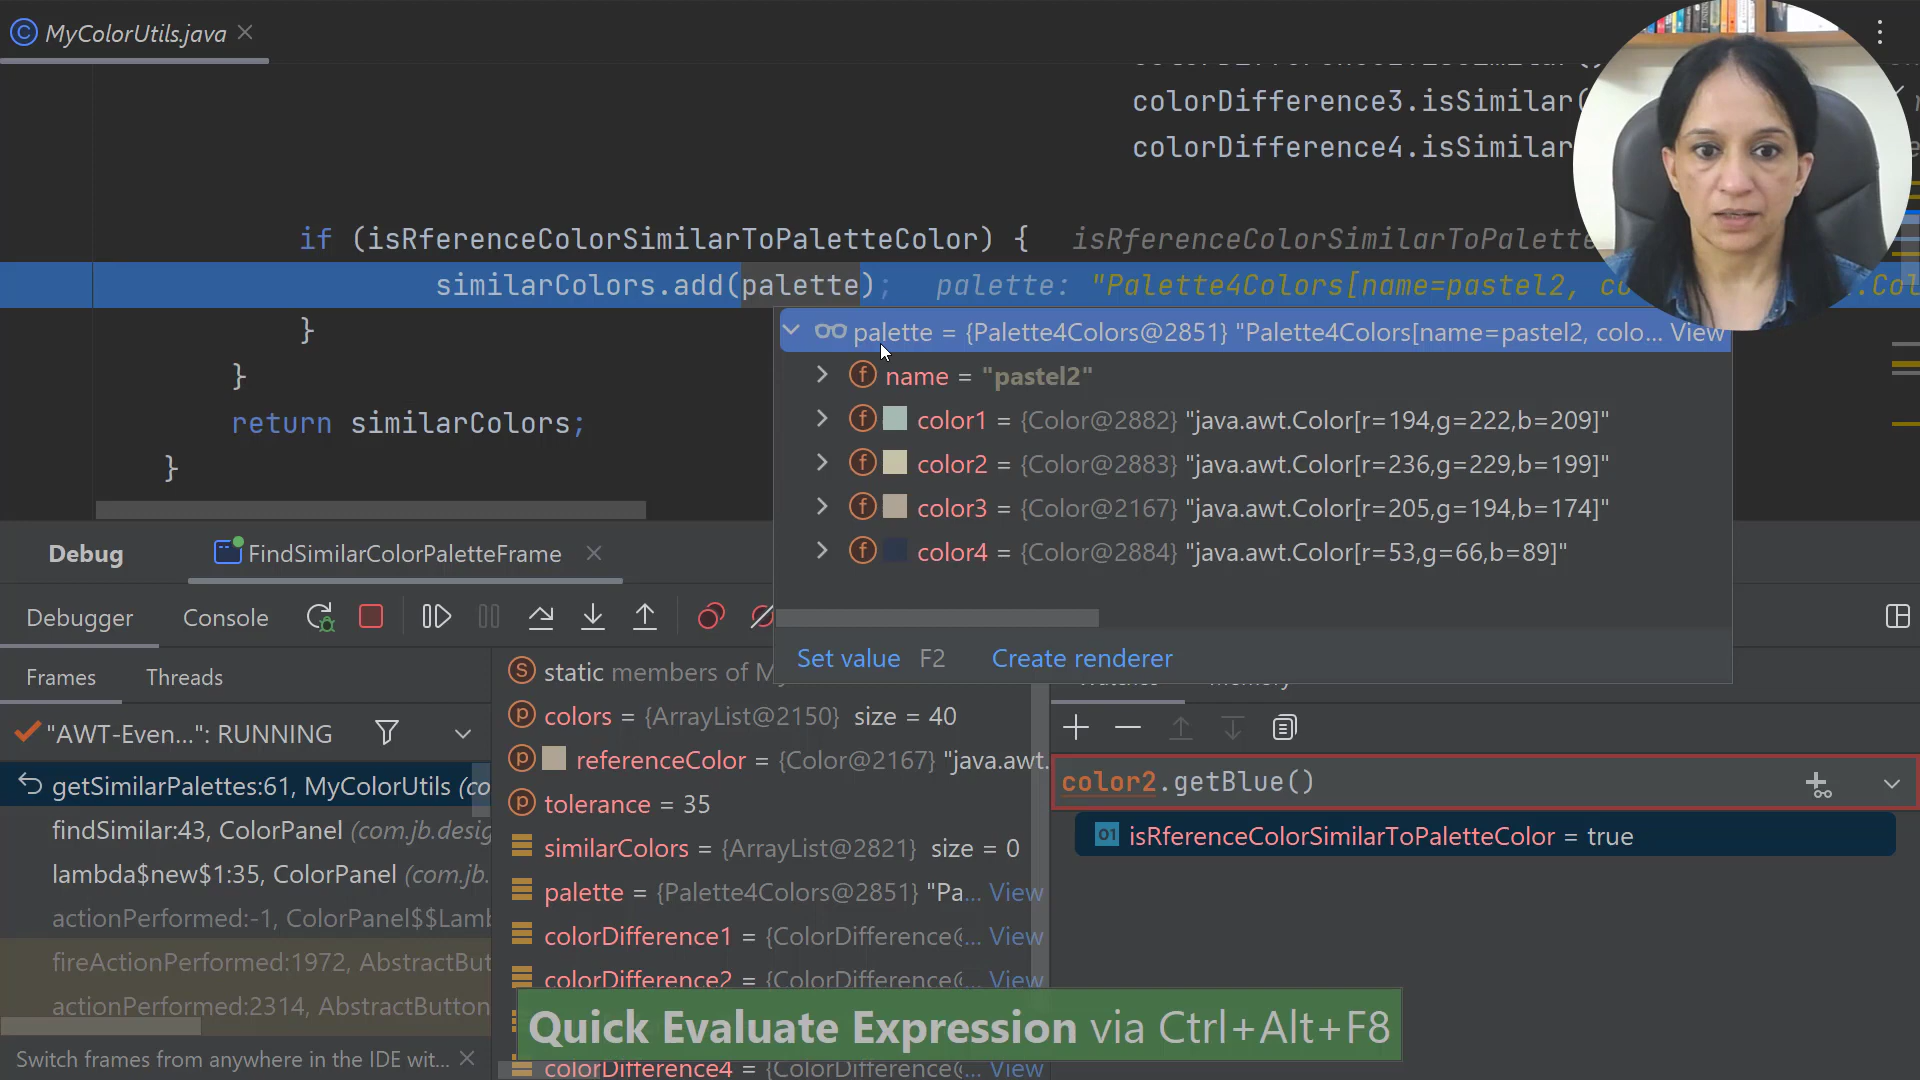 MyColorUtils.java
colorDifference3.isSimilar(
colorDifference4.isSimilar
if (isRferenceColorSimilarToPaletteColor) { isRferenceColorSimilarToPalette
similarColors.add(palette); palette: "Palette4Colors[name=pastel2, co
}
}
return similarColors;
}
palette = {Palette4Colors@2851} "Palette4Colors[name=pastel2, colo... View
name = "pastel2"
color1 = {Color@2882} "java.awt.Color[r=194,g=222,b=209]"
color2 = {Color@2883} "java.awt.Color[r=236,g=229,b=199]"
color3 = {Color@2167} "java.awt.Color[r=205,g=194,b=174]"
color4 = {Color@2884} "java.awt.Color[r=53,g=66,b=89]"
Set value F2 Create renderer
Debug FindSimilarColorPaletteFrame
Debugger Console
Frames Threads
"AWT-Even...": RUNNING
getSimilarPalettes:61, MyColorUtils (co
findSimilar:43, ColorPanel (com.jb.desig
lambda$new$1:35, ColorPanel (com.jb.
actionPerformed:-1, ColorPanel$$Lamb
fireActionPerformed:1972, AbstractBut
actionPerformed:2314, AbstractButton
Switch frames from anywhere in the IDE wit...
static members of My
colors = {ArrayList@2150} size = 40
referenceColor = {Color@2167} "java.awt.
tolerance = 35
similarColors = {ArrayList@2821} size = 0
palette = {Palette4Colors@2851} "Pa... View
colorDifference1 = {ColorDifference@... View
colorDifference2 = {ColorDifference@... View
colorDifference4 = {ColorDifference@... View
color2.getBlue()
isRferenceColorSimilarToPaletteColor = true
Quick Evaluate Expression via Ctrl+Alt+F8